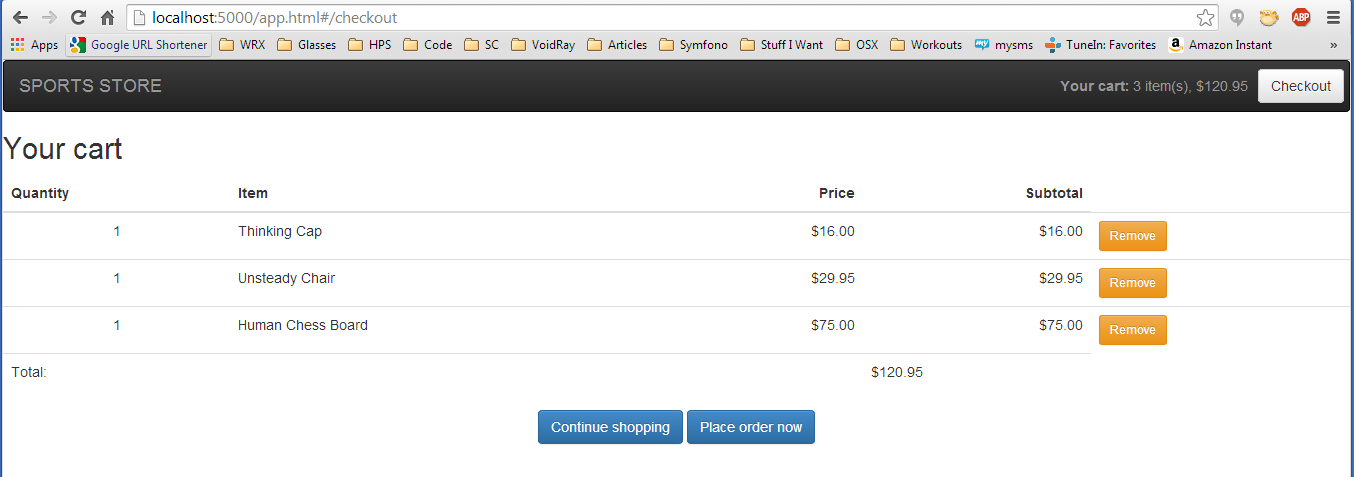 localhost:5000/app.html#/checkout
ABP
Apps Google URL Shortener WRX Glasses HPS Code SC VoidRay Articles Symfono Stuff I Want OSX Workouts my mysms TuneIn: Favorites a Amazon Instant »
SPORTS STORE Your cart: 3 item(s), $120.95 Checkout
Your cart
Quantity Item Price Subtotal
1 Thinking Cap $16.00 $16.00 Remove
1 Unsteady Chair $29.95 $29.95 Remove
1 Human Chess Board $75.00 $75.00 Remove
Total: $120.95
Continue shopping Place order now